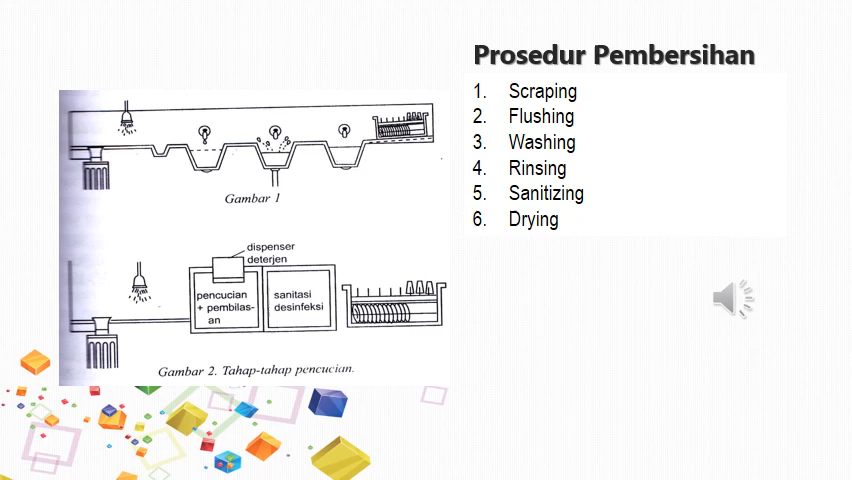 Prosedur Pembersihan
1. Scraping
2. Flushing
3. Washing
4. Rinsing
5. Sanitizing
6. Drying
Gambar 1
dispenser
deterjen
pencucian
+ pembilas-
an
sanitasi
desinfeksi
Gambar 2. Tahap-tahap pencucian.